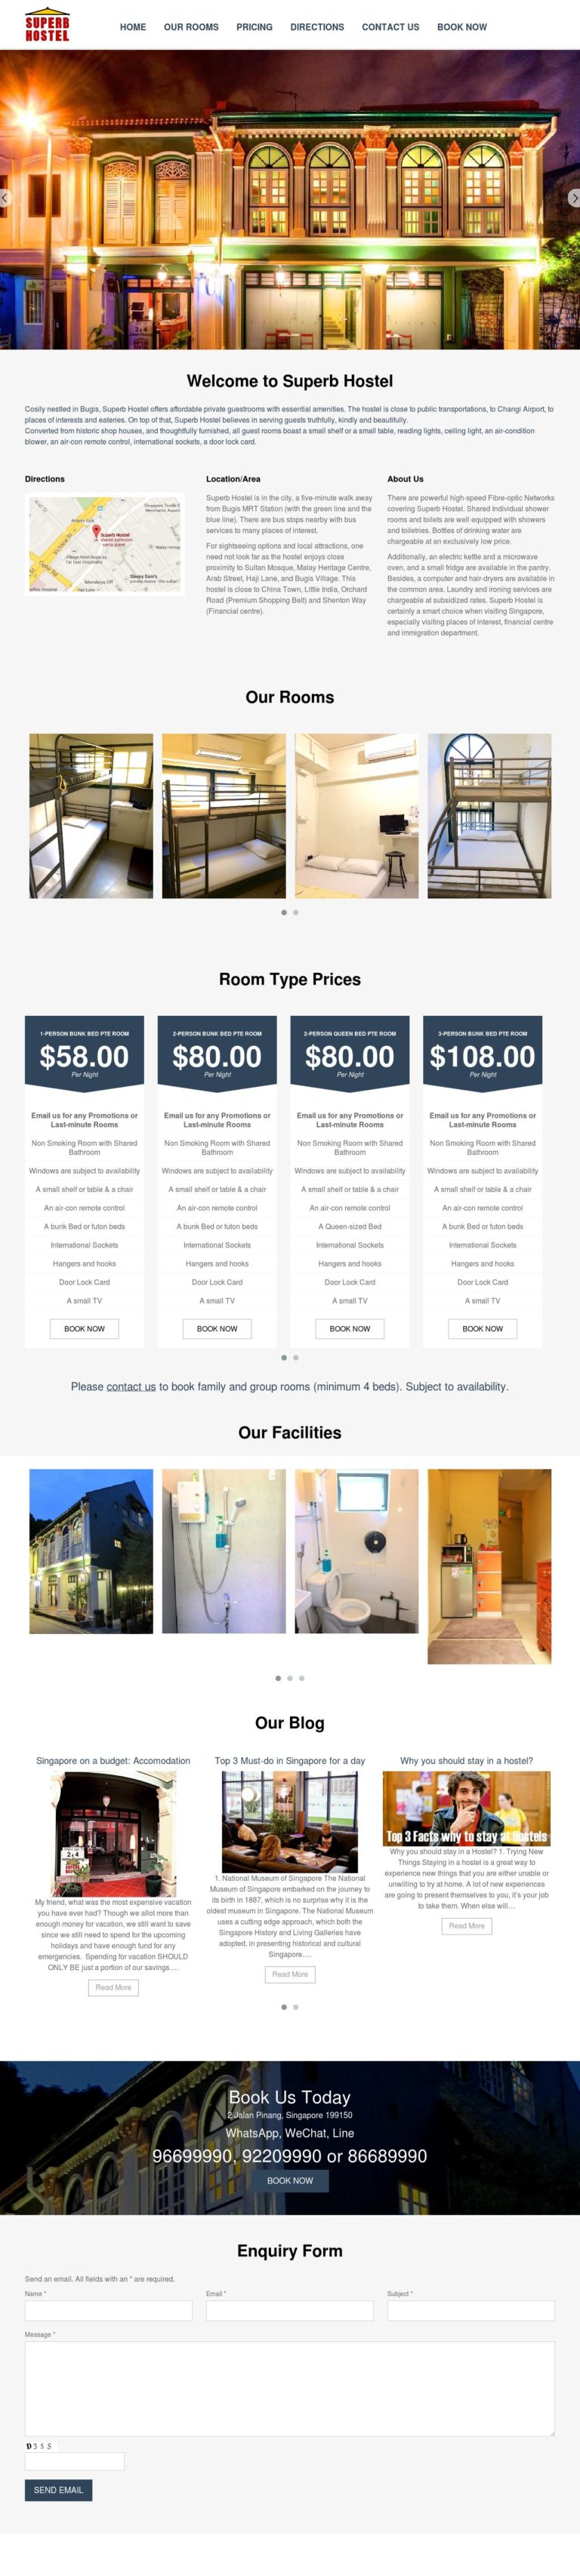 SUPERB
HOSTEL
HOME OUR ROOMS PRICING DIRECTIONS CONTACT US BOOK NOW
Welcome to Superb Hostel
Cosily nestled in Bugis, Superb Hostel offers affordable private guestrooms with essential amenities. The hostel is close to public transportations, to Changi Airport, to
places of interests and eateries. On top of that, Superb Hostel believes in serving guests truthfully, kindly and beautifully.
Converted from historic shop houses, and thoughtfully furnished, all guest rooms boast a small shelf or a small table, reading lights, ceiling light, an air-condition
blower, an air-con remote control, international sockets, a door lock card.
Directions
Superb Hostel
Location/Area
Superb Hostel is in the city, a five-minute walk away
from Bugis MRT Station (with the green line and the
blue line). There are bus stops nearby with bus
services to many places of interest.
For sightseeing options and local attractions, one
need not look far as the hostel enjoys close
proximity to Sultan Mosque, Malay Heritage Centre,
Arab Street, Haji Lane, and Bugis Village. This
hostel is close to China Town, Little India, Orchard
Road (Premium Shopping Belt) and Shenton Way
(Financial centre).
About Us
There are powerful high-speed Fibre-optic Networks
covering Superb Hostel. Shared Individual shower
rooms and toilets are well equipped with showers
and toiletries. Bottles of drinking water are
chargeable at an exclusively low price.
Additionally, an electric kettle and a microwave
oven, and a small fridge are available in the pantry.
Besides, a computer and hair-dryers are available in
the common area. Laundry and ironing services are
chargeable at subsidized rates. Superb Hostel is
certainly a smart choice when visiting Singapore,
especially visiting places of interest, financial centre
and immigration department.
Our Rooms
Room Type Prices
1-PERSON BUNK BED PTE ROOM
$58.00
Per Night
Email us for any Promotions or
Last-minute Rooms
Non Smoking Room with Shared
Bathroom
Windows are subject to availability
A small shelf or table & a chair
An air-con remote control
A bunk Bed or futon beds
International Sockets
Hangers and hooks
Door Lock Card
A small TV
BOOK NOW
2-PERSON BUNK BED PTE ROOM
$80.00
Per Night
Email us for any Promotions or
Last-minute Rooms
Non Smoking Room with Shared
Bathroom
Windows are subject to availability
A small shelf or table & a chair
An air-con remote control
A bunk Bed or futon beds
International Sockets
Hangers and hooks
Door Lock Card
A small TV
BOOK NOW
2-PERSON QUEEN BED PTE ROOM
$80.00
Per Night
Email us for any Promotions or
Last-minute Rooms
Non Smoking Room with Shared
Bathroom
Windows are subject to availability
A small shelf or table & a chair
An air-con remote control
A Queen-sized Bed
International Sockets
Hangers and hooks
Door Lock Card
A small TV
BOOK NOW
3-PERSON BUNK BED PTE ROOM
$108.00
Per Night
Email us for any Promotions or
Last-minute Rooms
Non Smoking Room with Shared
Bathroom
Windows are subject to availability
A small shelf or table & a chair
An air-con remote control
A bunk Bed or futon beds
International Sockets
Hangers and hooks
Door Lock Card
A small TV
BOOK NOW
Please contact us to book family and group rooms (minimum 4 beds). Subject to availability.
Our Facilities
Our Blog
Singapore on a budget: Accomodation
2&4
My friend, what was the most expensive vacation
you have ever had? Though we allot more than
enough money for vacation, we still want to save
since we still need to spend for the upcoming
holidays and have enough fund for any
emergencies. Spending for vacation SHOULD
ONLY BE just a portion of our savings....
Read More
Top 3 Must-do in Singapore for a day
1. National Museum of Singapore The National
Museum of Singapore embarked on the journey to
its birth in 1887, which is no surprise why it is the
oldest museum in Singapore. The National Museum
uses a cutting edge approach, which both the
Singapore History and Living Galleries have
adopted, in presenting historical and cultural
Singapore....
Read More
Why you should stay in a hostel?
Top 3 Facts why to stay at Hostels
Why you should stay in a Hostel? 1. Trying New
Things Staying in a hostel is a great way to
experience new things that you are either unable or
unwilling to try at home. A lot of new experiences
are going to present themselves to you, it's your job
to take them. When else will...
Read More
Book Us Today
2 Jalan Pinang, Singapore 199150
WhatsApp, WeChat, Line
96699990, 92209990 or 86689990
BOOK NOW
Enquiry Form
Send an email. All fields with an * are required.
Name *
Email *
Subject *
Message *
SEND EMAIL